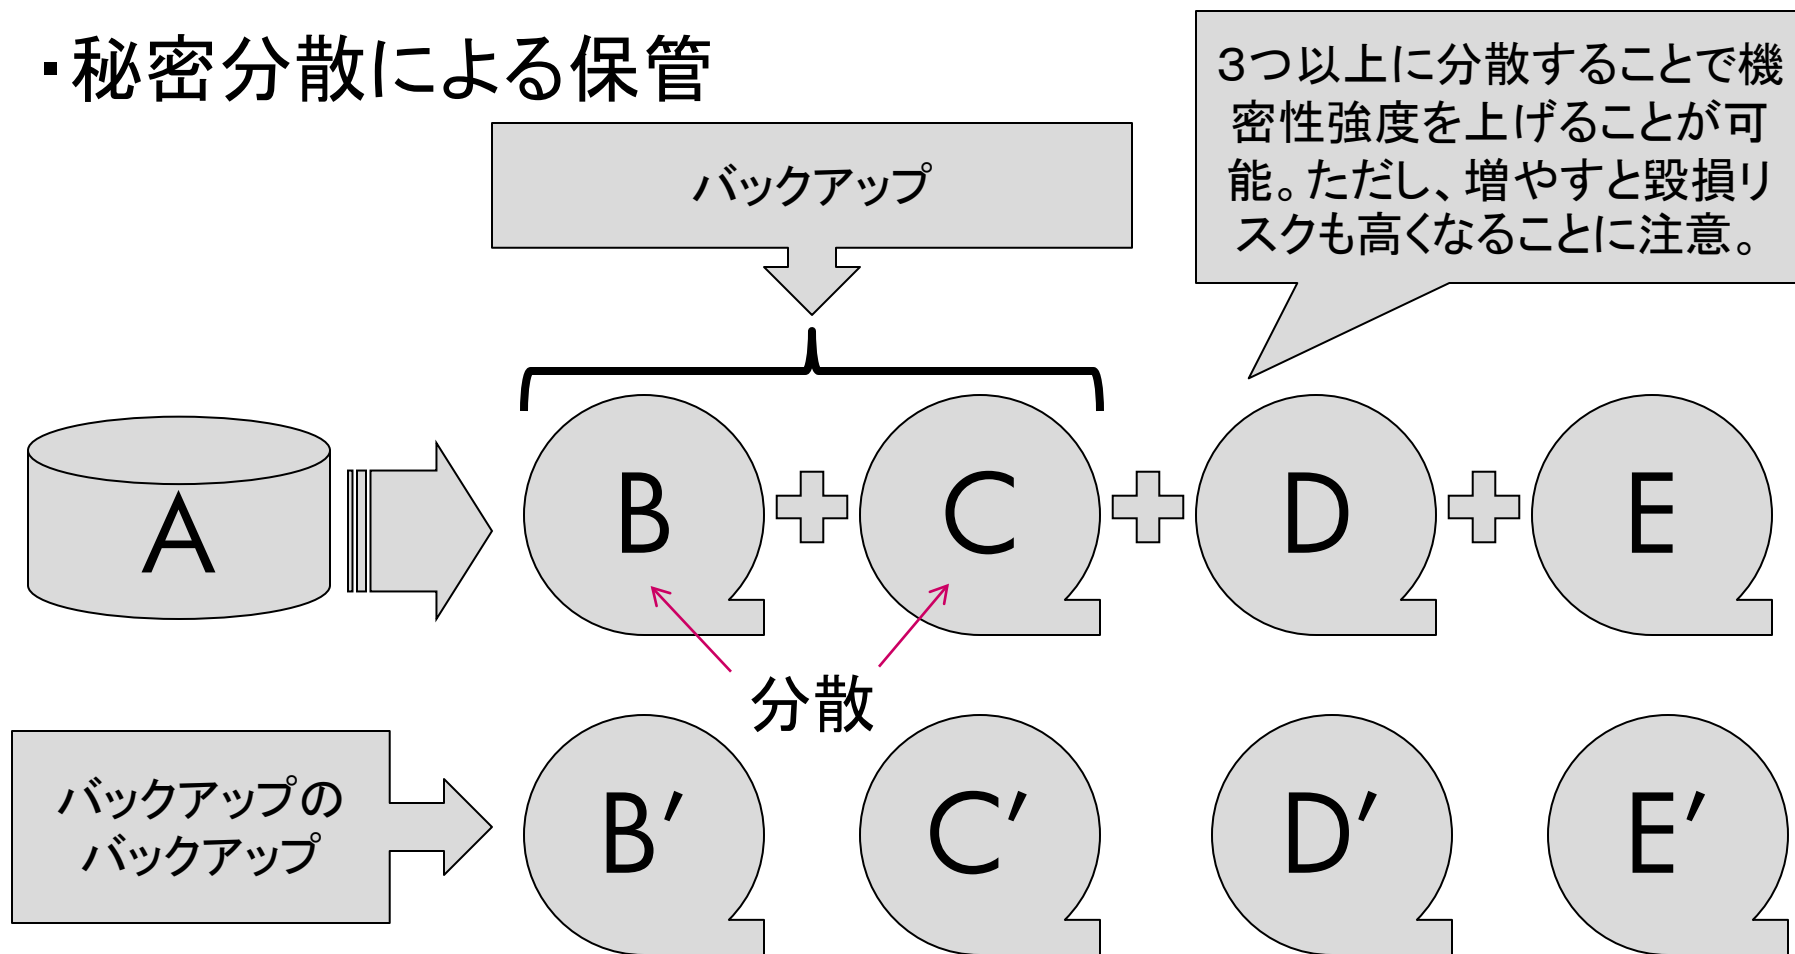 ・秘密分散による保管
3つ以上に分散することで機
密性強度を上げることが可
能。ただし、増やすと毀損リ
スクも高くなることに注意。
バックアップ
A
B
C
D
E
分散
バックアップの
バックアップ
B′
C′
D′
E′